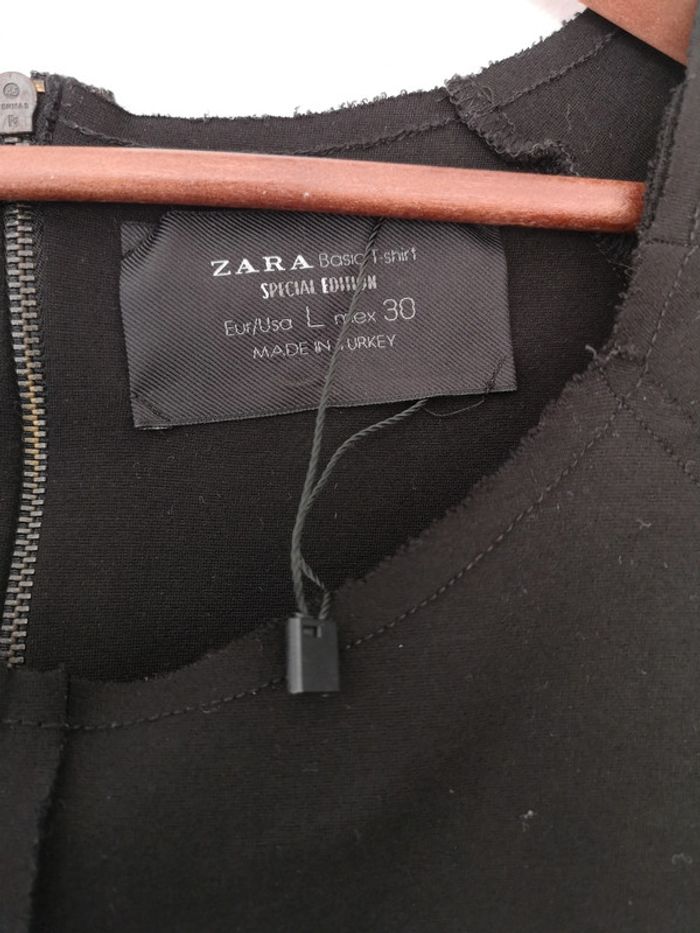 ZARA Basic T-shirt
SPECIAL EDITION
Eur/Usa L mex 30
MADE IN TURKEY